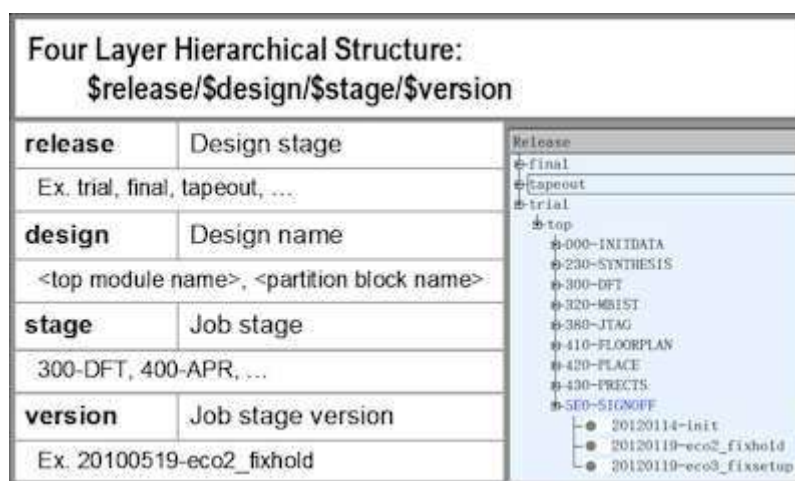 Four Layer Hierarchical Structure:
$release/$design/$stage/$version
release Design stage
Ex. trial, final, tapeout, ...
design Design name
<top module name>, <partition block name>
stage Job stage
300-DFT, 400-APR, ...
version Job stage version
Ex. 20100519-eco2_fixhold
Release
final
tapeout
trial
top
000-INITDATA
230-SYNTHESIS
300-DFT
320-MBIST
380-JTAG
410-FLOORPLAN
420-PLACE
430-PRECTS
5E0-SIGNOFF
20120114-init
20120119-eco2_fixhold
20120119-eco3_fixsetup